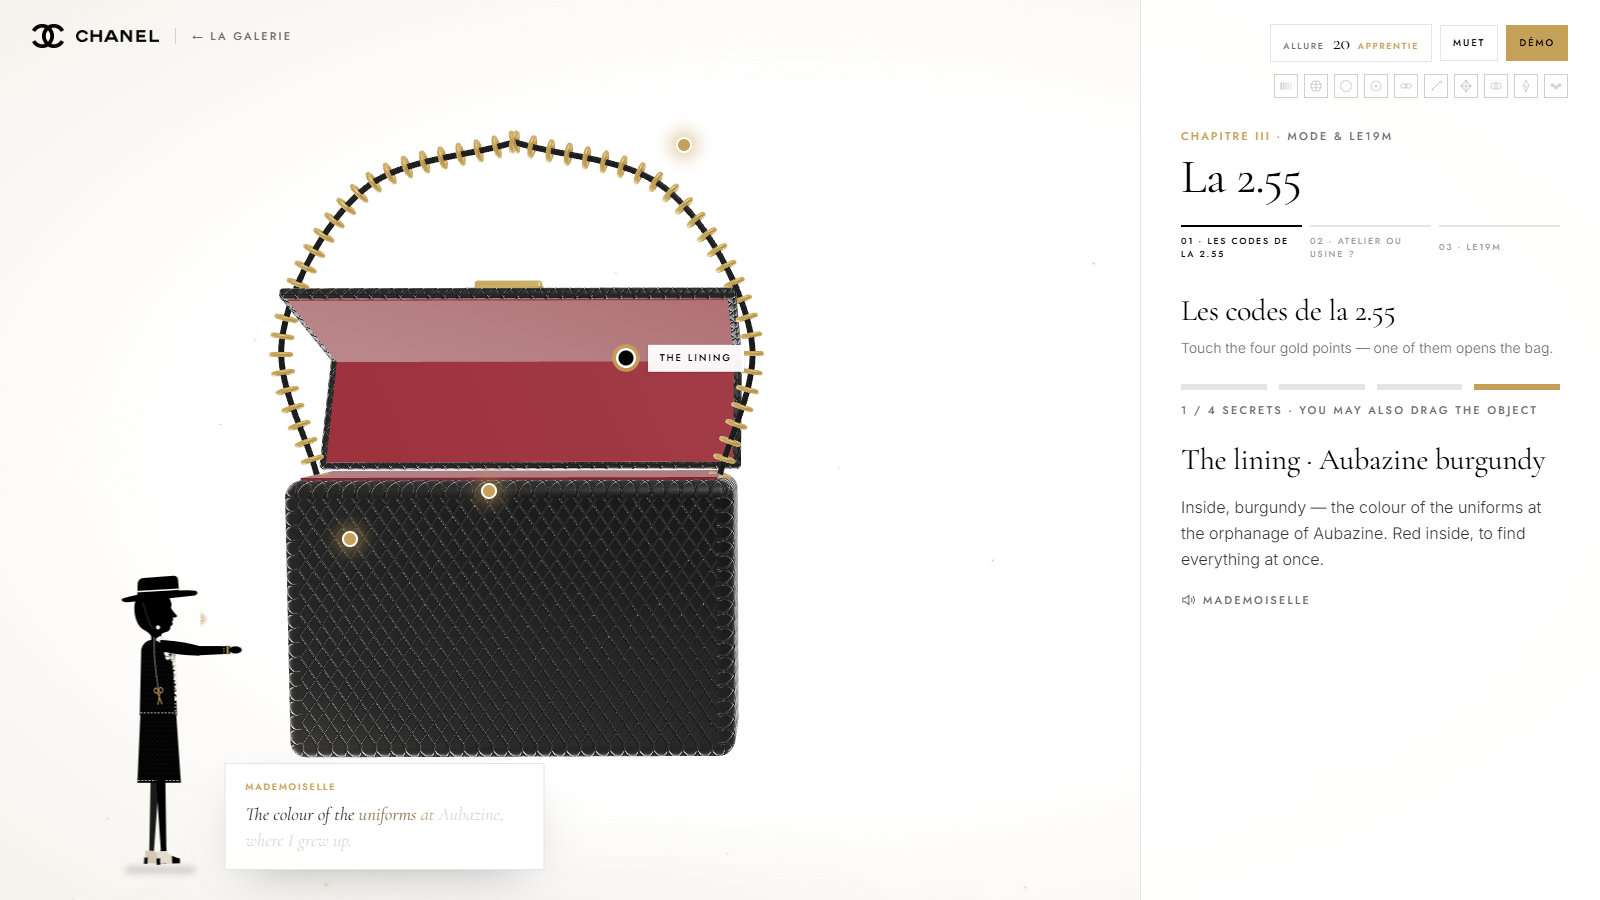 CHANEL
← LA GALERIE
ALLURE 20 APPRENTIE
MUET
DÉMO
CHAPITRE III · MODE & LE19M
La 2.55
01 · LES CODES DE
LA 2.55
02 · ATELIER OU
USINE ?
03 · LE19M
Les codes de la 2.55
Touch the four gold points — one of them opens the bag.
1 / 4 SECRETS · YOU MAY ALSO DRAG THE OBJECT
The lining · Aubazine burgundy
Inside, burgundy — the colour of the uniforms at
the orphanage of Aubazine. Red inside, to find
everything at once.
MADEMOISELLE
THE LINING
MADEMOISELLE
The colour of the uniforms at Aubazine,
where I grew up.